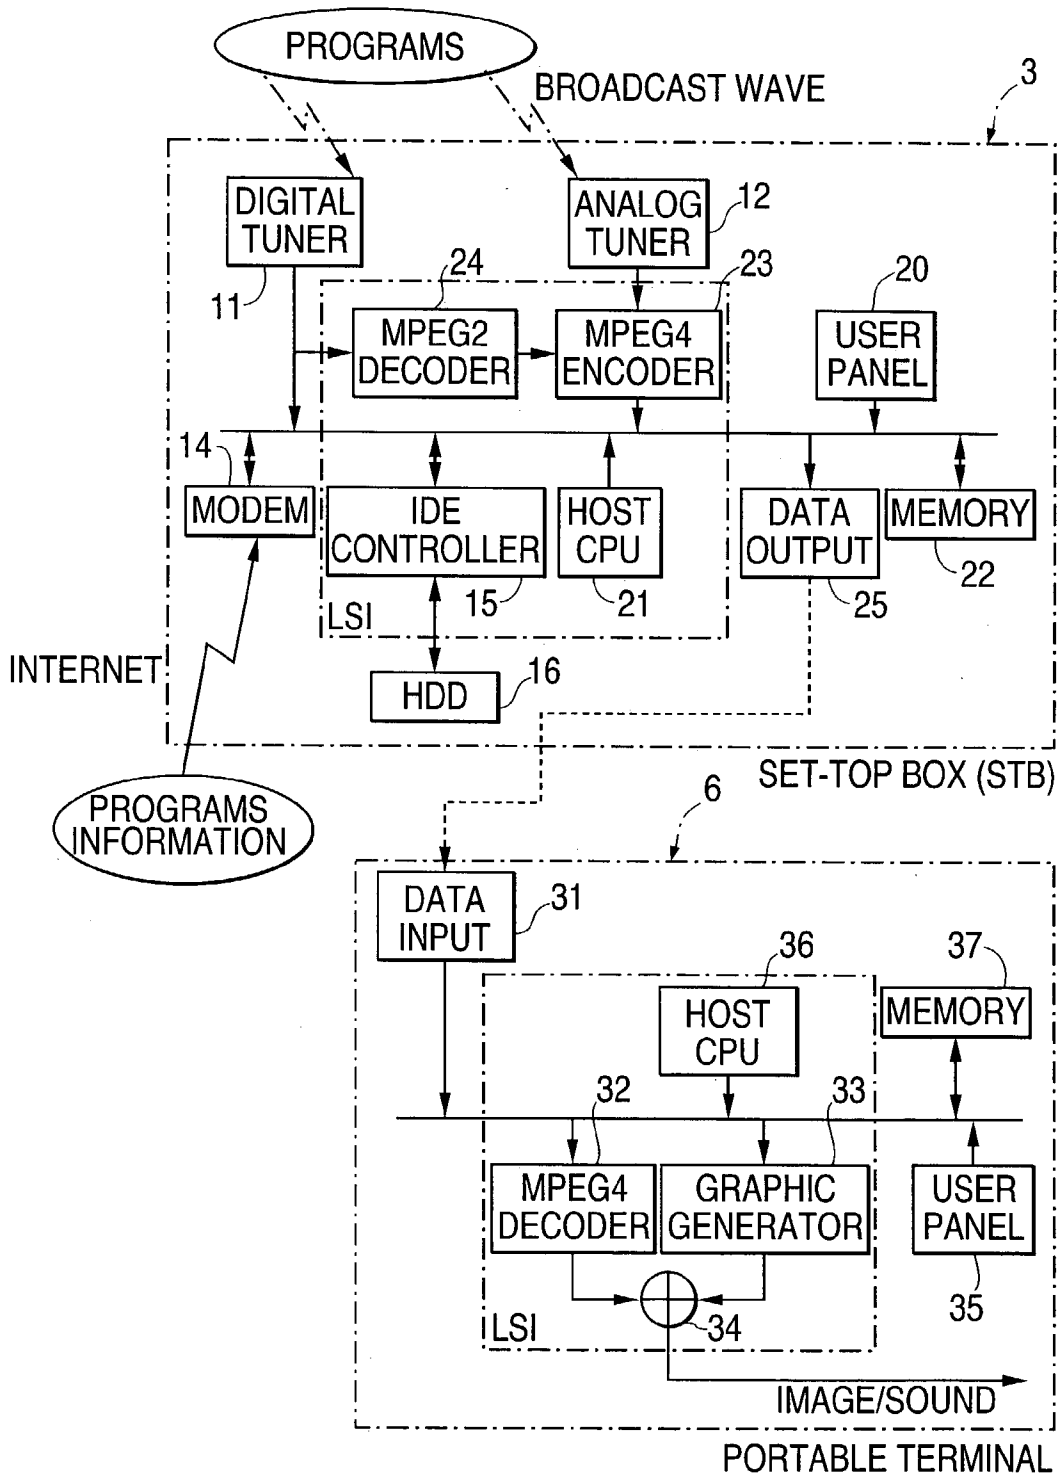 PROGRAMS
BROADCAST WAVE
3
DIGITAL
TUNER
11
ANALOG
TUNER
12
24
MPEG2
DECODER
23
MPEG4
ENCODER
20
USER
PANEL
14
MODEM
IDE
CONTROLLER
15
HOST
CPU
21
DATA
OUTPUT
25
MEMORY
22
LSI
INTERNET
HDD
16
SET-TOP BOX (STB)
PROGRAMS
INFORMATION
6
DATA
INPUT
31
36
HOST
CPU
37
MEMORY
32
MPEG4
DECODER
33
GRAPHIC
GENERATOR
USER
PANEL
35
34
LSI
IMAGE/SOUND
PORTABLE TERMINAL